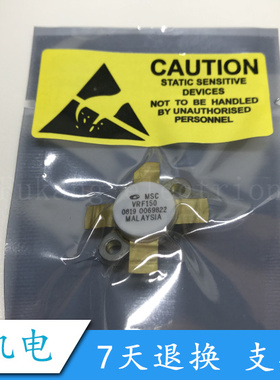 CAUTION
STATIC SENSITIVE
DEVICES
NOT TO BE HANDLED
BY UNAUTHORISED
PERSONNEL
MSC
VRF150
0619 0069822
MALAYSIA
机电
7天退换 支